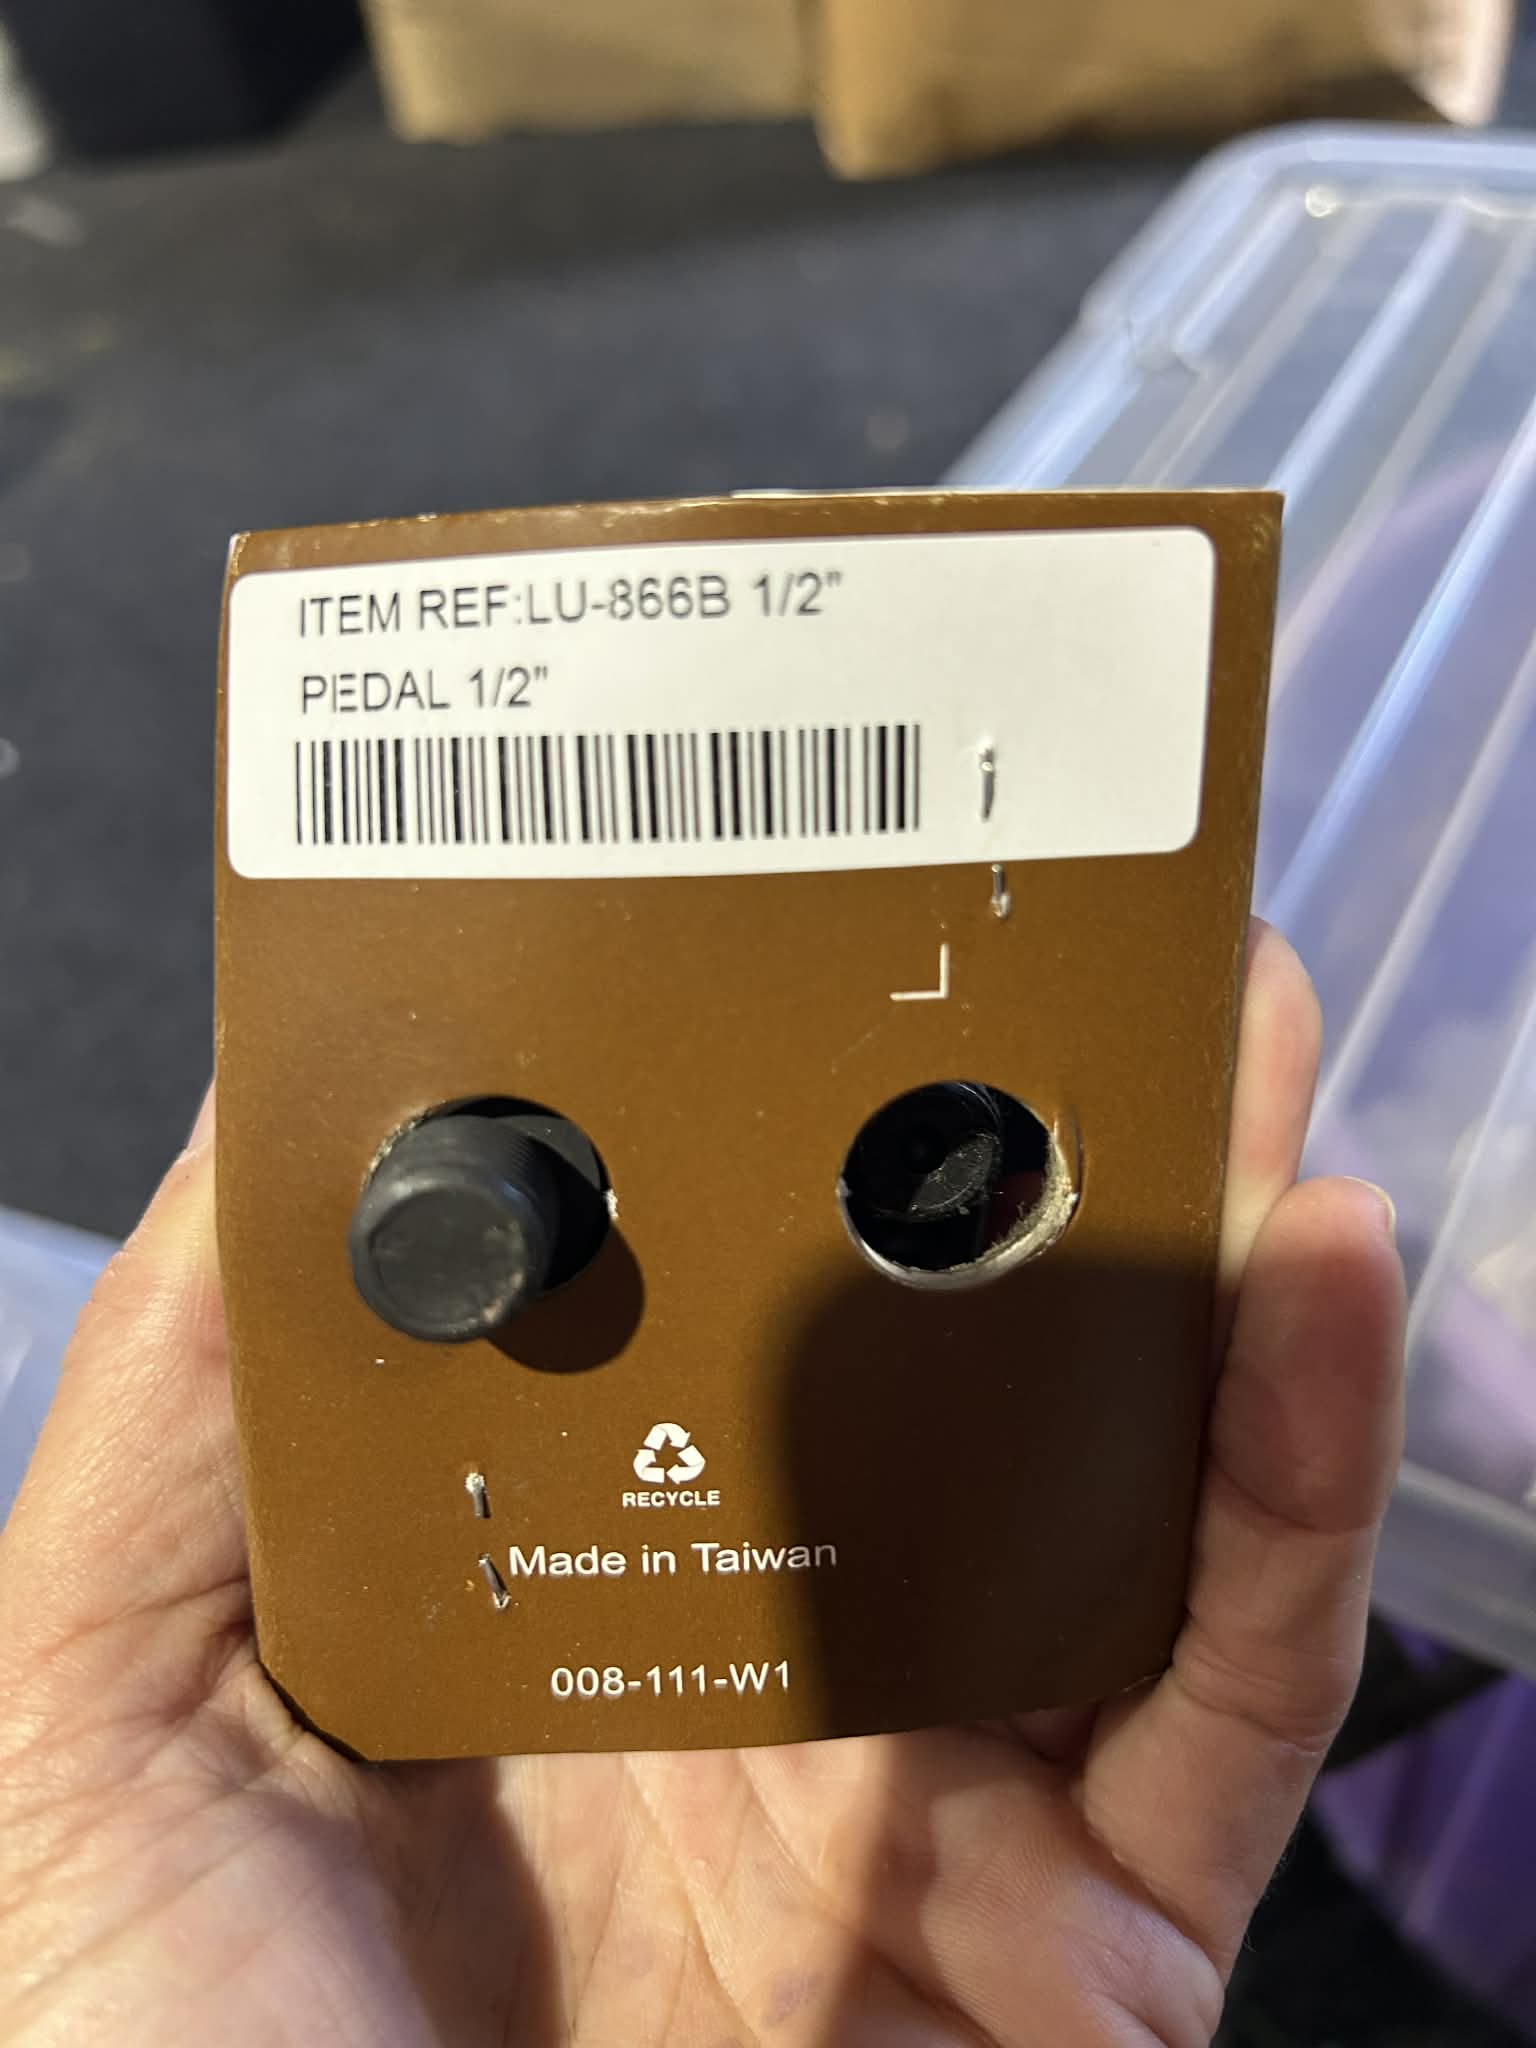 ITEM REF:LU-866B 1/2"
PEDAL 1/2"
RECYCLE
Made in Taiwan
008-111-W1